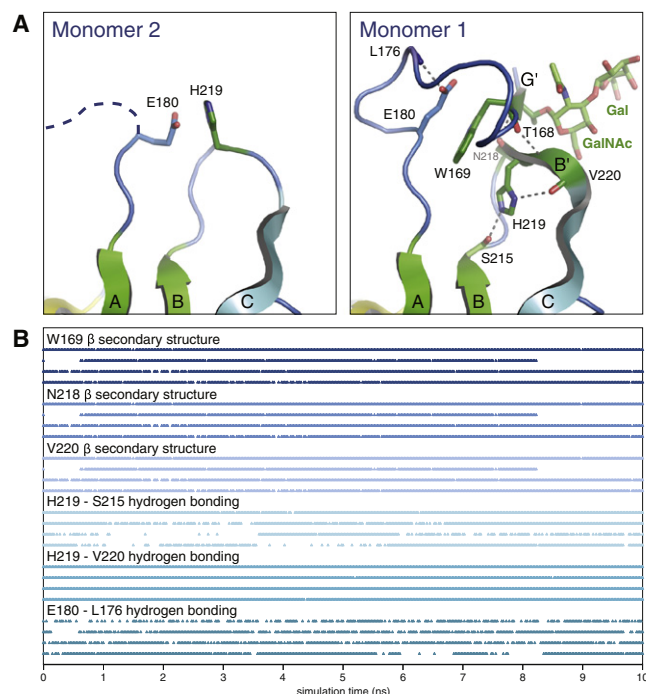 A
Monomer 2
E180
H219
A
B
C
Monomer 1
L176
E180
W169
N218
G'
T168
B'
V220
H219
S215
Gal
GalNAc
A
B
C
B
W169 β secondary structure
N218 β secondary structure
V220 β secondary structure
H219 - S215 hydrogen bonding
H219 - V220 hydrogen bonding
E180 - L176 hydrogen bonding
0 1 2 3 4 5 6 7 8 9 10
simulation time (ns)